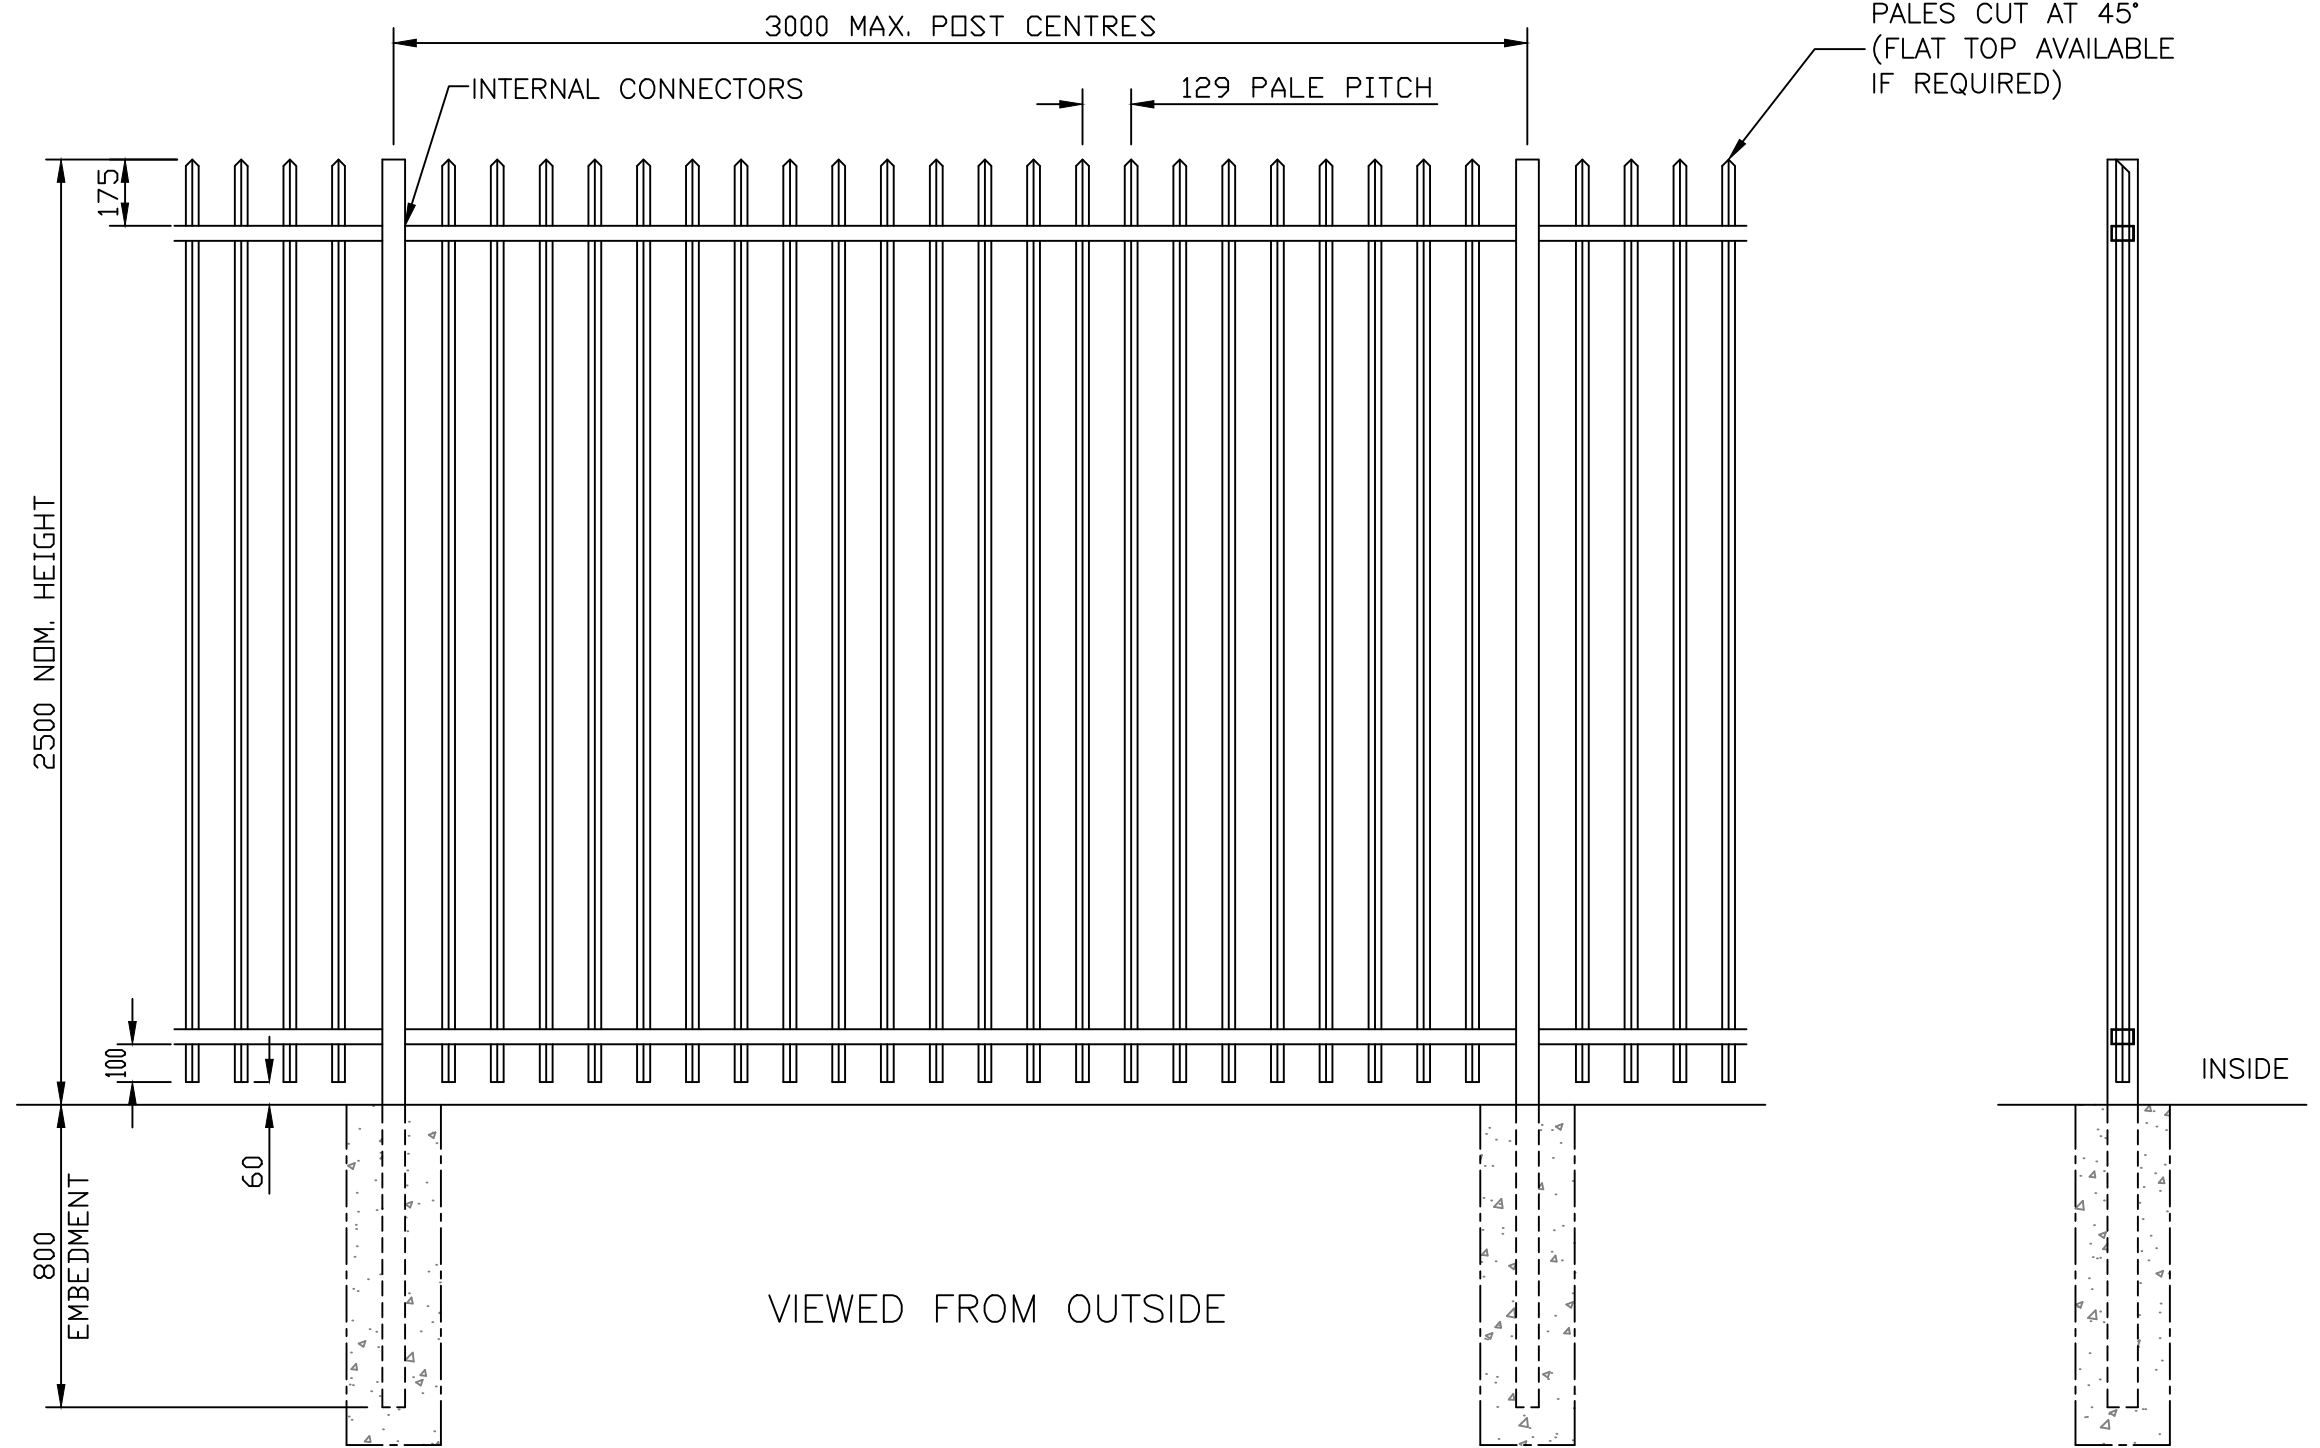 3000 MAX. POST CENTRES
PALES CUT AT 45°
(FLAT TOP AVAILABLE
IF REQUIRED)
INTERNAL CONNECTORS
129 PALE PITCH
175
2500 NOM. HEIGHT
100
INSIDE
60
800
EMBEDMENT
VIEWED FROM OUTSIDE